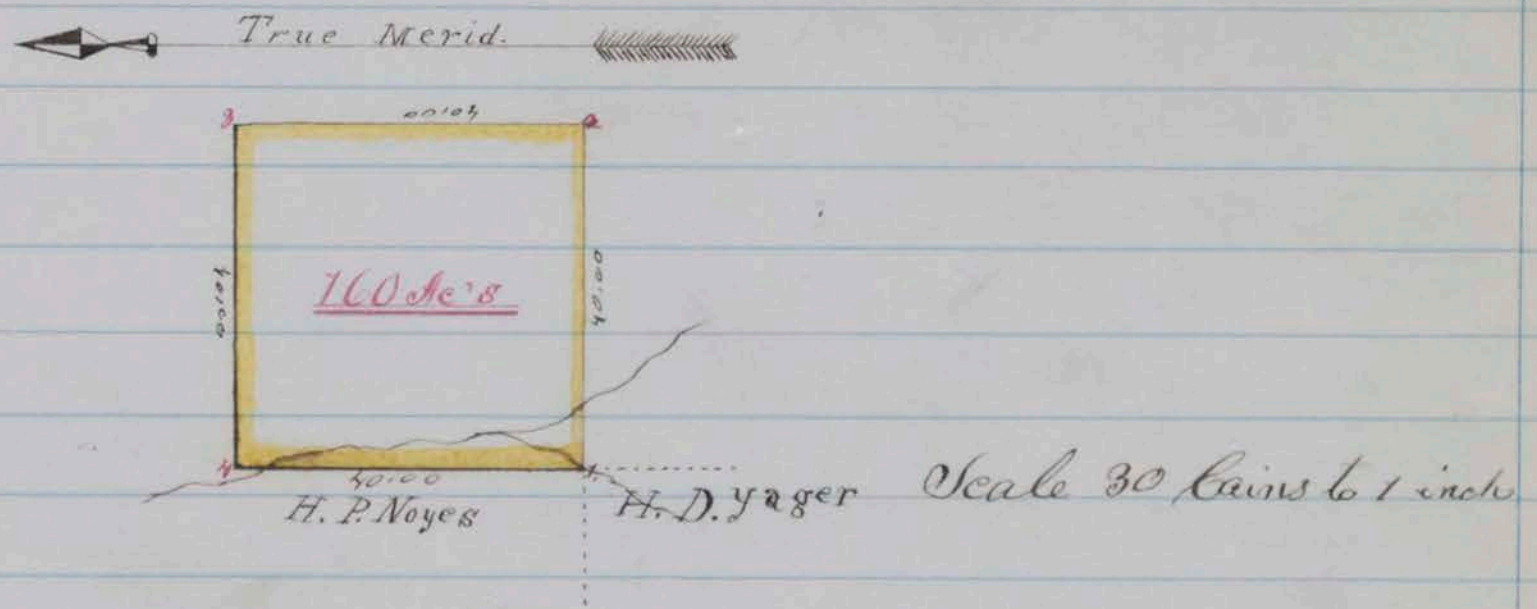 True Merid.
40.00
3
2
40.00
160 Ac's
40.00
4
40.00
1
H. P. Noyes
H. D. Yager
Scale 30 Cains to 1 inch